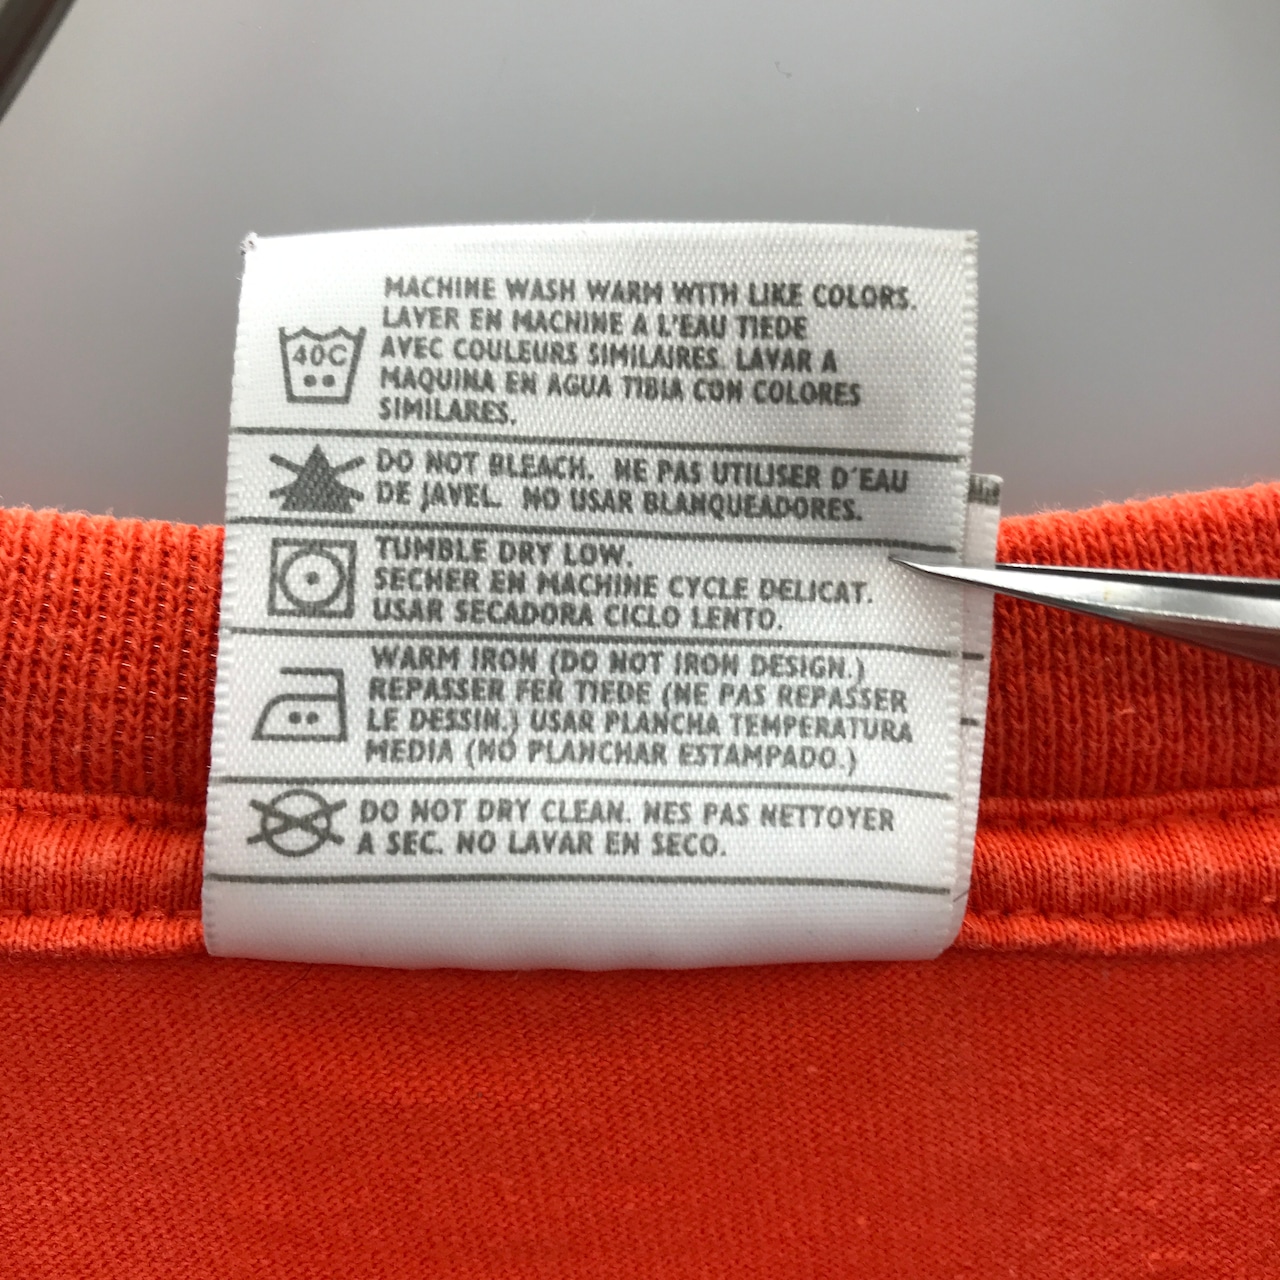 MACHINE WASH WARM WITH LIKE COLORS.
LAVER EN MACHINE A L'EAU TIEDE
40C AVEC COULEURS SIMILAIRES. LAVAR A
MAQUINA EN AGUA TIBIA CON COLORES
SIMILARES.
DO NOT BLEACH. NE PAS UTILISER D'EAU
DE JAVEL. NO USAR BLANQUEADORES.
TUMBLE DRY LOW.
SECHER EN MACHINE CYCLE DELICAT.
USAR SECADORA CICLO LENTO.
WARM IRON (DO NOT IRON DESIGN.)
REPASSER FER TIEDE (NE PAS REPASSER
LE DESSIN.) USAR PLANCHA TEMPERATURA
MEDIA (NO PLANCHAR ESTAMPADO.)
DO NOT DRY CLEAN. NES PAS NETTOYER
A SEC. NO LAVAR EN SECO.